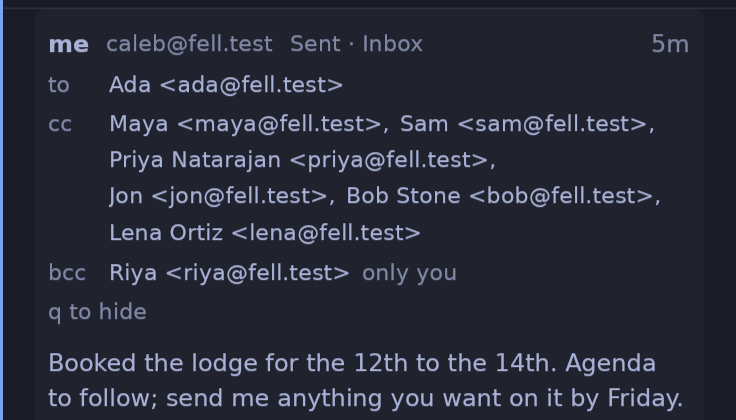 me caleb@fell.test Sent · Inbox 5m
to Ada <ada@fell.test>
cc Maya <maya@fell.test>, Sam <sam@fell.test>,
Priya Natarajan <priya@fell.test>,
Jon <jon@fell.test>, Bob Stone <bob@fell.test>,
Lena Ortiz <lena@fell.test>
bcc Riya <riya@fell.test> only you
q to hide
Booked the lodge for the 12th to the 14th. Agenda
to follow; send me anything you want on it by Friday.